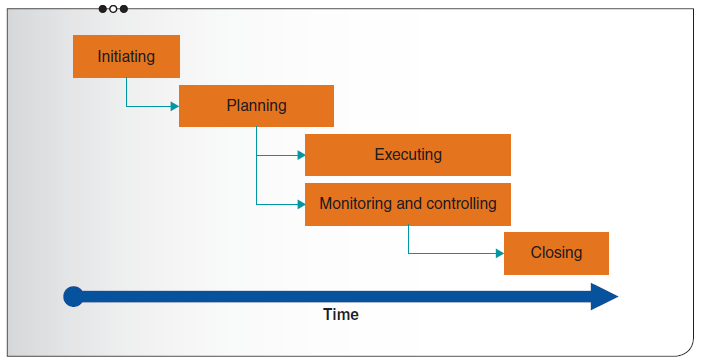 Initiating
Planning
Executing
Monitoring and controlling
Closing
Time